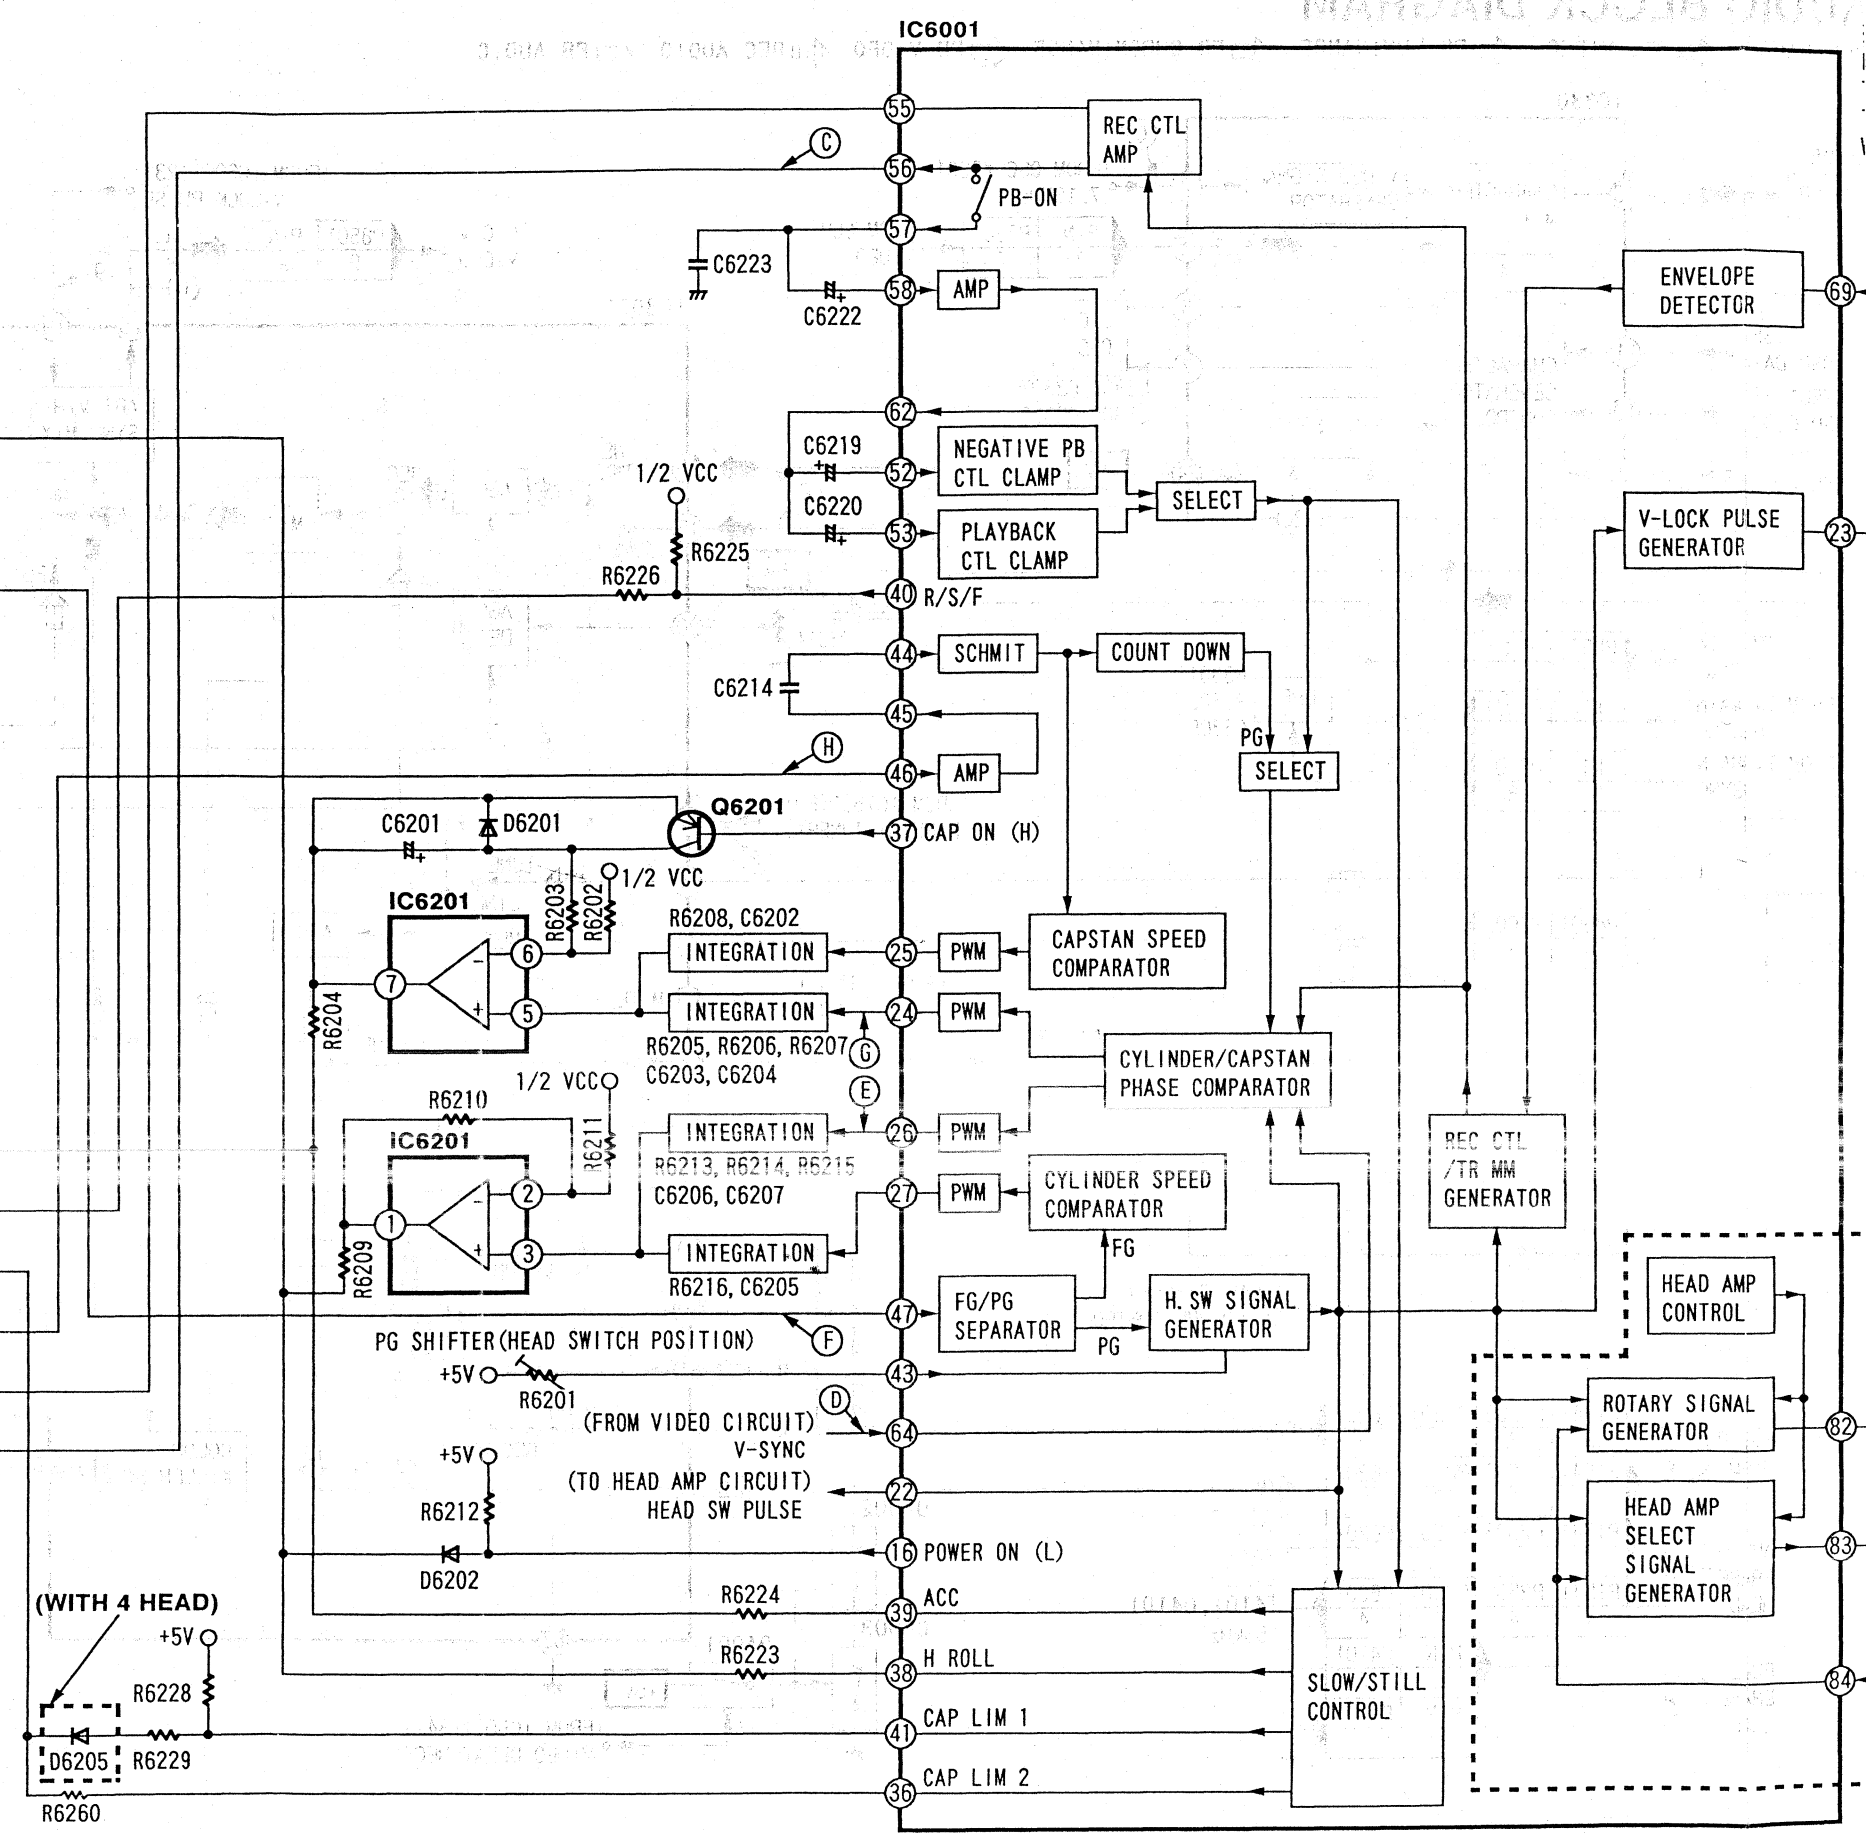 IC6001
55
REC CTL
AMP
C
56
PB-ON
57
C6223
58
AMP
C6222
ENVELOPE
DETECTOR
69
62
C6219
NEGATIVE PB
CTL CLAMP
52
1/2 VCC
SELECT
C6220
53
PLAYBACK
CTL CLAMP
V-LOCK PULSE
GENERATOR
23
R6225
R6226
40
R/S/F
44
SCHMIT
COUNT DOWN
C6214
45
PG
H
46
AMP
SELECT
Q6201
C6201
D6201
37
CAP ON (H)
1/2 VCC
IC6201
R6203
R6202
R6208, C6202
6
INTEGRATION
25
PWM
CAPSTAN SPEED
COMPARATOR
7
-
+
5
INTEGRATION
24
PWM
R6204
R6205, R6206, R6207
C6203, C6204
G
CYLINDER/CAPSTAN
PHASE COMPARATOR
1/2 VCC
E
R6210
R6211
IC6201
INTEGRATION
26
PWM
R6213, R6214, R6215
C6206, C6207
REC CTL
/TR MM
GENERATOR
2
27
PWM
CYLINDER SPEED
COMPARATOR
1
-
+
3
INTEGRATION
FG
R6209
R6216, C6205
HEAD AMP
CONTROL
47
FG/PG
SEPARATOR
PG
H. SW SIGNAL
GENERATOR
F
PG SHIFTER(HEAD SWITCH POSITION)
+5V
R6201
43
D
(FROM VIDEO CIRCUIT)
V-SYNC
64
ROTARY SIGNAL
GENERATOR
82
+5V
(TO HEAD AMP CIRCUIT)
HEAD SW PULSE
22
R6212
HEAD AMP
SELECT
SIGNAL
GENERATOR
83
16
POWER ON (L)
D6202
(WITH 4 HEAD)
R6224
39
ACC
+5V
R6223
38
H ROLL
SLOW/STILL
CONTROL
84
R6228
41
CAP LIM 1
D6205
R6229
36
CAP LIM 2
R6260